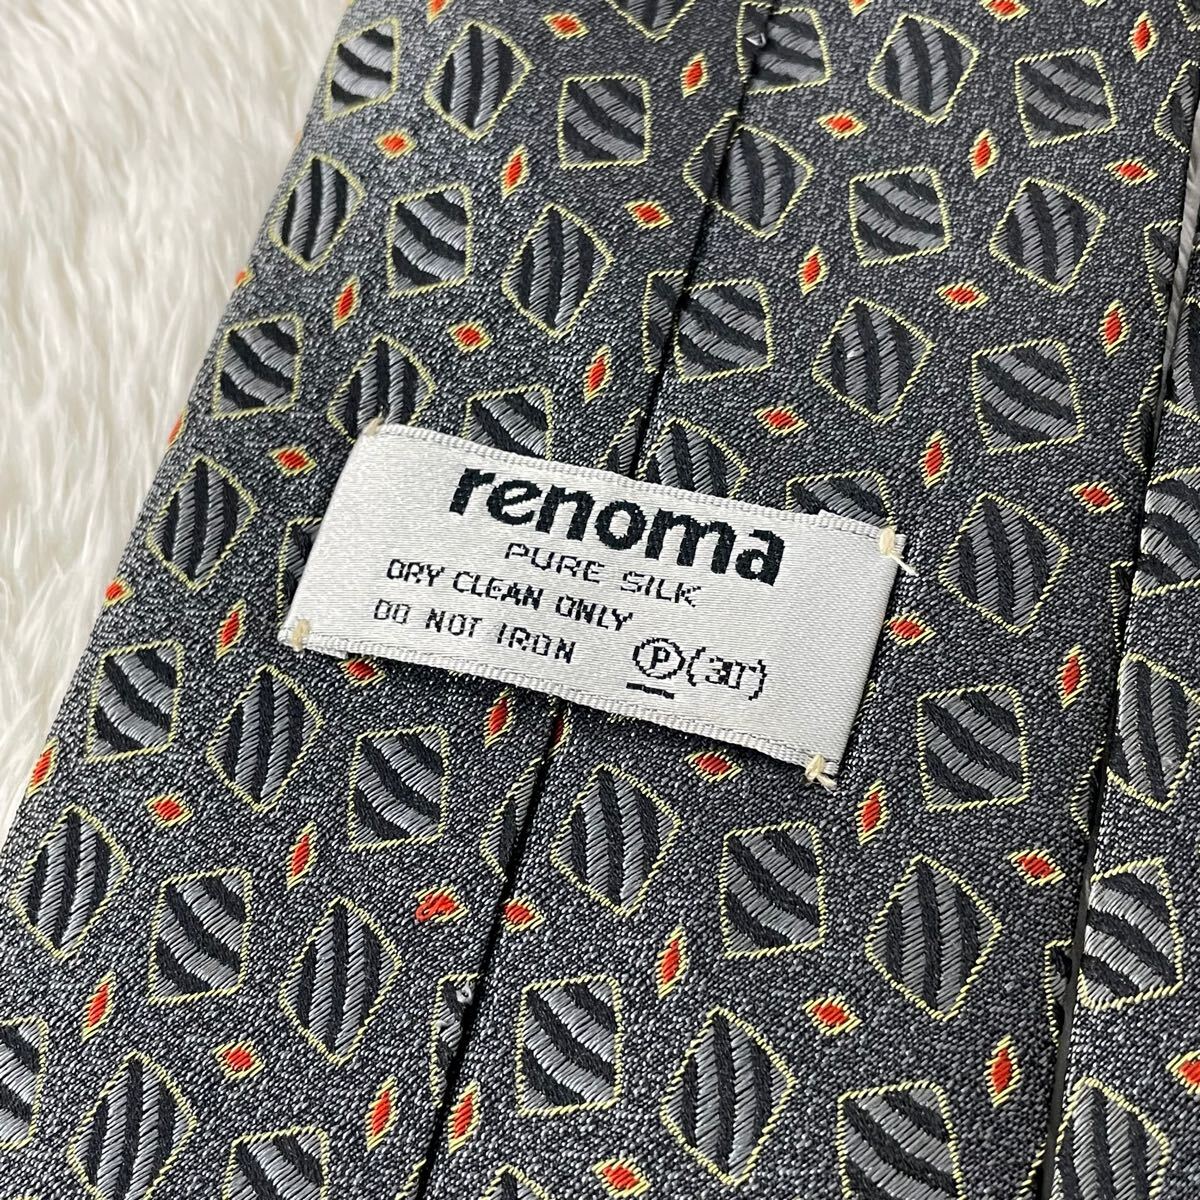 renoma
PURE SILK
DRY CLEAN ONLY
DO NOT IRON
Ⓟ(30°)